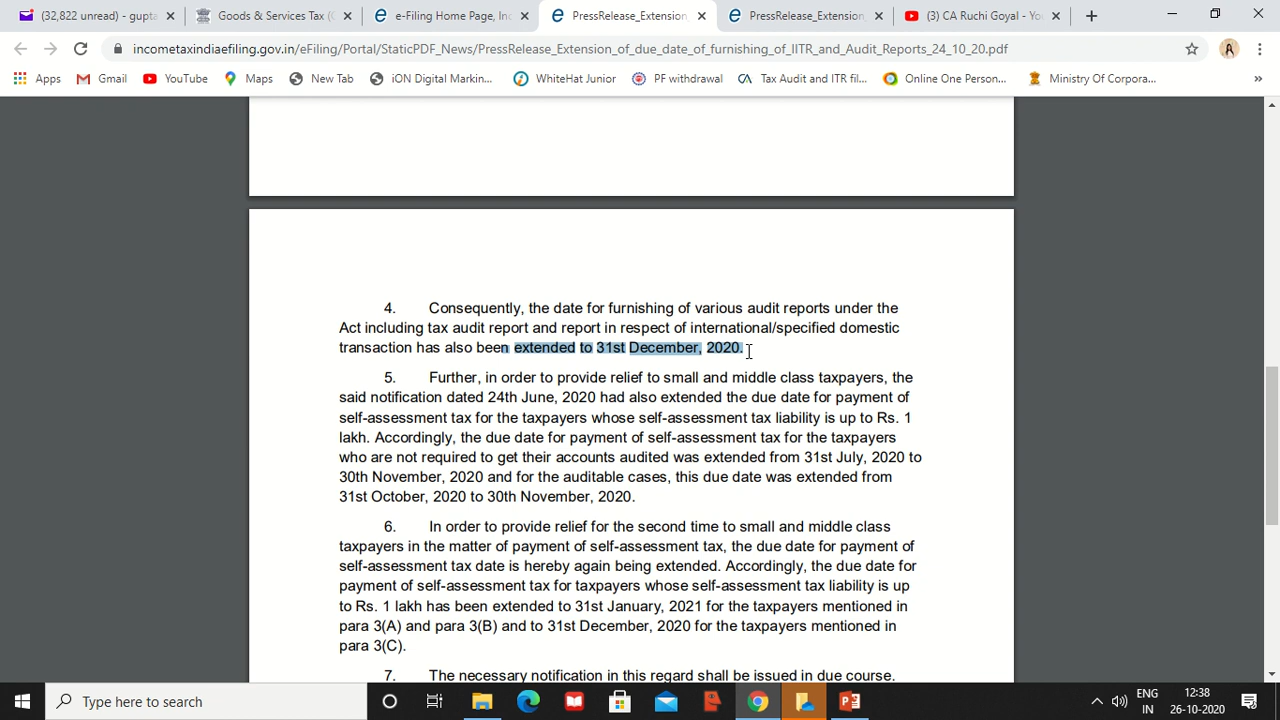 (32,822 unread) - gupta
Goods & Services Tax (
e-Filing Home Page, Inc
PressRelease_Extension_
PressRelease_Extension_
(3) CA Ruchi Goyal - Yo
incometaxindiaefiling.gov.in/eFiling/Portal/StaticPDF_News/PressRelease_Extension_of_due_date_of_furnishing_of_IITR_and_Audit_Reports_24_10_20.pdf
Apps
Gmail
YouTube
Maps
New Tab
iON Digital Markin...
WhiteHat Junior
PF withdrawal
Tax Audit and ITR fil...
Online One Person...
Ministry Of Corpora...
»
4. Consequently, the date for furnishing of various audit reports under the
Act including tax audit report and report in respect of international/specified domestic
transaction has also been extended to 31st December, 2020.
5. Further, in order to provide relief to small and middle class taxpayers, the
said notification dated 24th June, 2020 had also extended the due date for payment of
self-assessment tax for the taxpayers whose self-assessment tax liability is up to Rs. 1
lakh. Accordingly, the due date for payment of self-assessment tax for the taxpayers
who are not required to get their accounts audited was extended from 31st July, 2020 to
30th November, 2020 and for the auditable cases, this due date was extended from
31st October, 2020 to 30th November, 2020.
6. In order to provide relief for the second time to small and middle class
taxpayers in the matter of payment of self-assessment tax, the due date for payment of
self-assessment tax date is hereby again being extended. Accordingly, the due date for
payment of self-assessment tax for taxpayers whose self-assessment tax liability is up
to Rs. 1 lakh has been extended to 31st January, 2021 for the taxpayers mentioned in
para 3(A) and para 3(B) and to 31st December, 2020 for the taxpayers mentioned in
para 3(C).
7. The necessary notification in this regard shall be issued in due course.
Type here to search
ENG
IN
12:38
26-10-2020